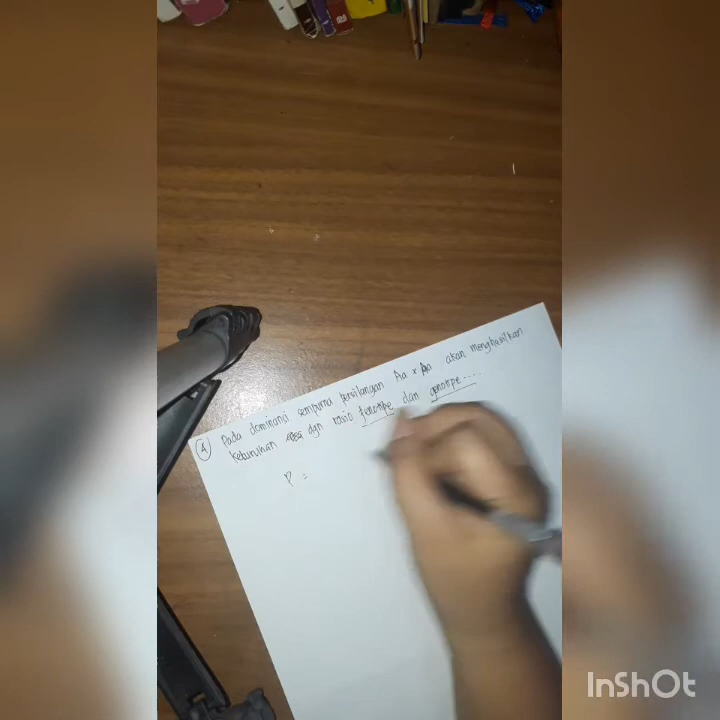 4 Pada dominansi sempurna persilangan Aa x Aa akan menghasilkan
keturunan dgn rasio fenotipe dan genotipe....
P =
InShOt